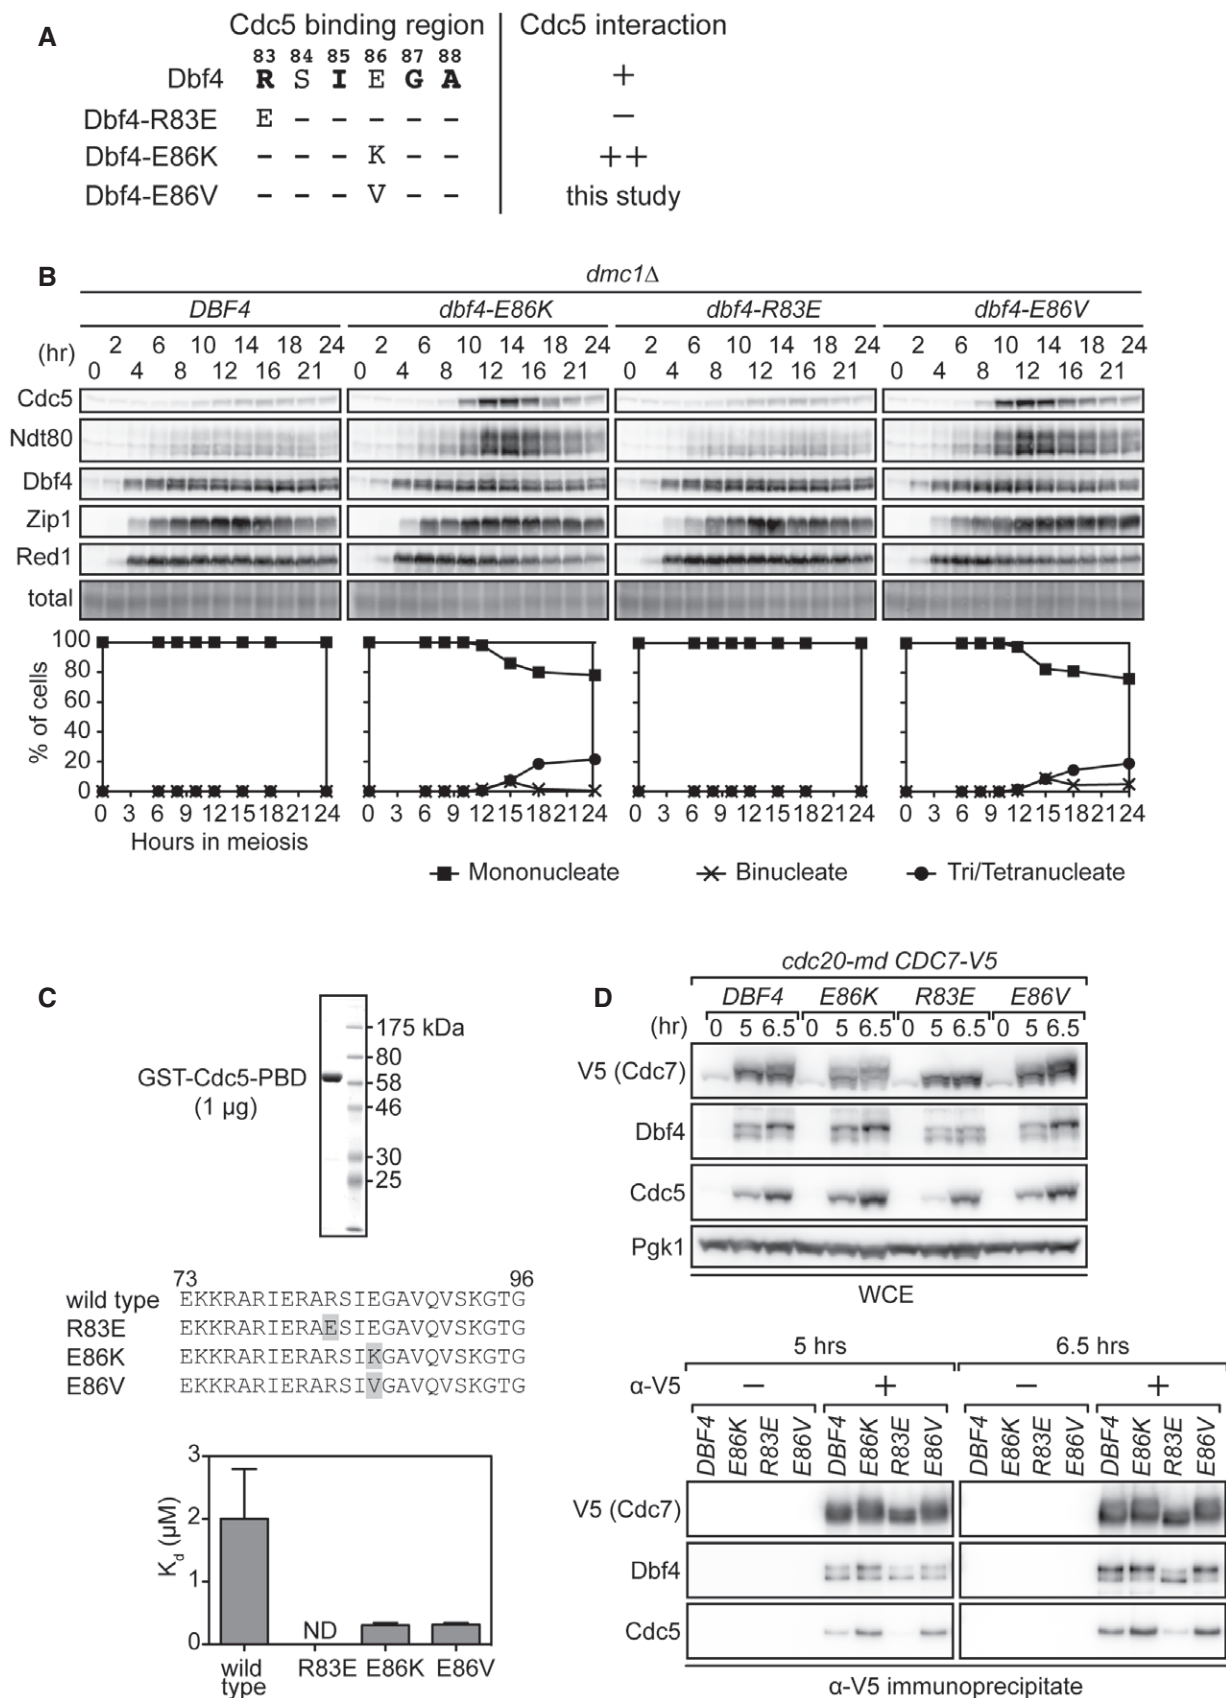 A
Cdc5 binding region
Cdc5 interaction
83 84 85 86 87 88
Dbf4 R S I E G A +
Dbf4-R83E E – – – – – –
Dbf4-E86K – – – K – – ++
Dbf4-E86V – – – V – – this study
B
dmc1Δ
DBF4 dbf4-E86K dbf4-R83E dbf4-E86V
2 6 10 14 18 24 2 6 10 14 18 24 2 6 10 14 18 24 2 6 10 14 18 24
(hr)
0 4 8 12 16 21 0 4 8 12 16 21 0 4 8 12 16 21 0 4 8 12 16 21
Cdc5
Ndt80
Dbf4
Zip1
Red1
total
100
80
60
40
20
0
% of cells
0 3 6 9 12 15 18 21 24 0 3 6 9 12 15 18 21 24 0 3 6 9 12 15 18 21 24 0 3 6 9 12 15 18 21 24
Hours in meiosis
Mononucleate Binucleate Tri/Tetranucleate
C
GST-Cdc5-PBD
(1 µg)
175 kDa
80
58
46
30
25
73 96
wild type EKKRARIERARSIEGAVQVSKGTG
R83E EKKRARIERAESIEGAVQVSKGTG
E86K EKKRARIERARSIKGAVQVSKGTG
E86V EKKRARIERARSIVGAVQVSKGTG
3
2
1
0
Kd (µM)
ND
wild type R83E E86K E86V
D
cdc20-md CDC7-V5
DBF4 E86K R83E E86V
(hr) 0 5 6.5 0 5 6.5 0 5 6.5 0 5 6.5
V5 (Cdc7)
Dbf4
Cdc5
Pgk1
WCE
5 hrs 6.5 hrs
α-V5 – + – +
DBF4 E86K R83E E86V DBF4 E86K R83E E86V DBF4 E86K R83E E86V DBF4 E86K R83E E86V
V5 (Cdc7)
Dbf4
Cdc5
α-V5 immunoprecipitate